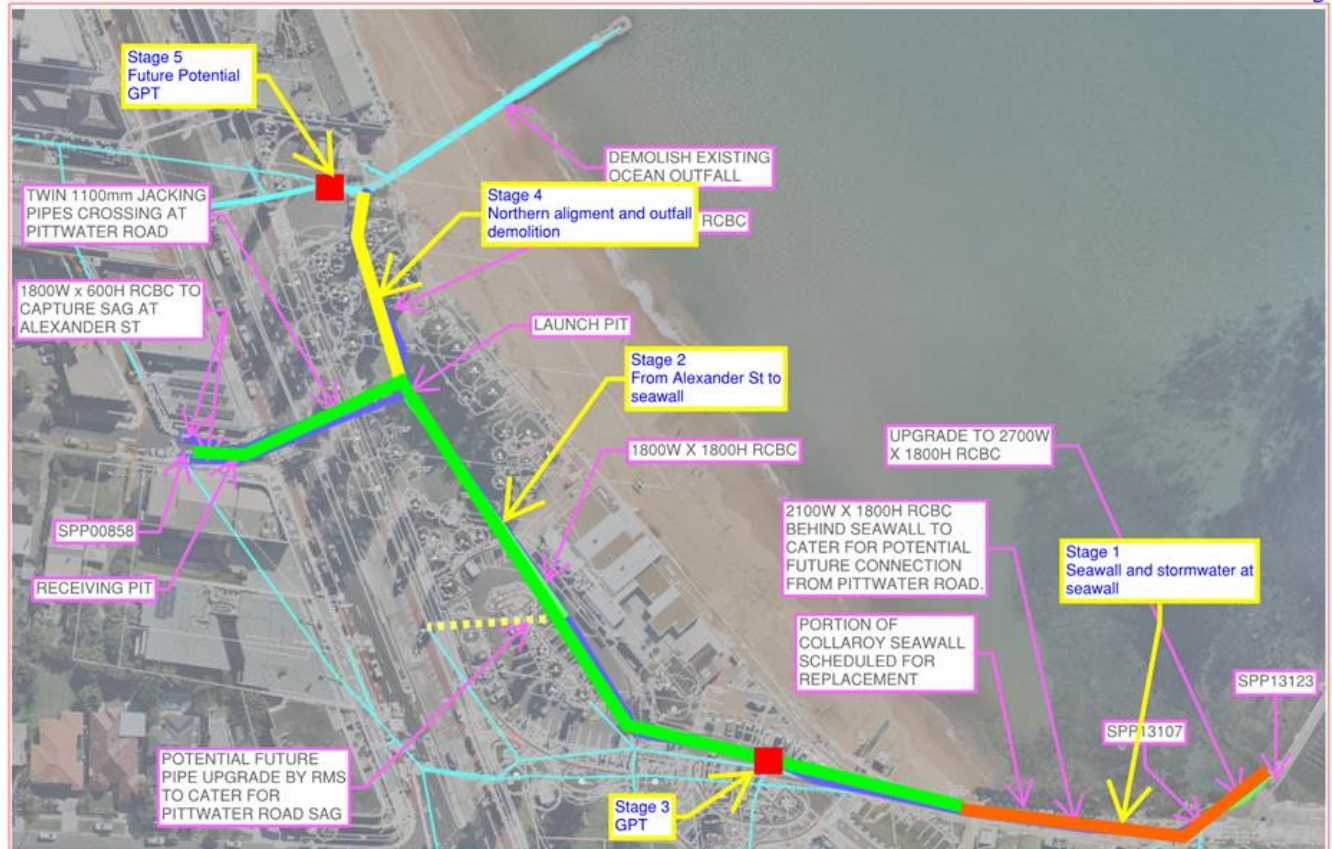 Stage 5
Future Potential
GPT
DEMOLISH EXISTING
OCEAN OUTFALL
TWIN 1100mm JACKING
PIPES CROSSING AT
PITTWATER ROAD
Stage 4
Northern aligment and outfall
demolition
RCBC
1800W x 600H RCBC TO
CAPTURE SAG AT
ALEXANDER ST
LAUNCH PIT
Stage 2
From Alexander St to
seawall
1800W X 1800H RCBC
UPGRADE TO 2700W
X 1800H RCBC
2100W X 1800H RCBC
BEHIND SEAWALL TO
CATER FOR POTENTIAL
FUTURE CONNECTION
FROM PITTWATER ROAD.
Stage 1
Seawall and stormwater at
seawall
SPP00858
RECEIVING PIT
PORTION OF
COLLAROY SEAWALL
SCHEDULED FOR
REPLACEMENT
SPP13123
SPP13107
POTENTIAL FUTURE
PIPE UPGRADE BY RMS
TO CATER FOR
PITTWATER ROAD SAG
Stage 3
GPT